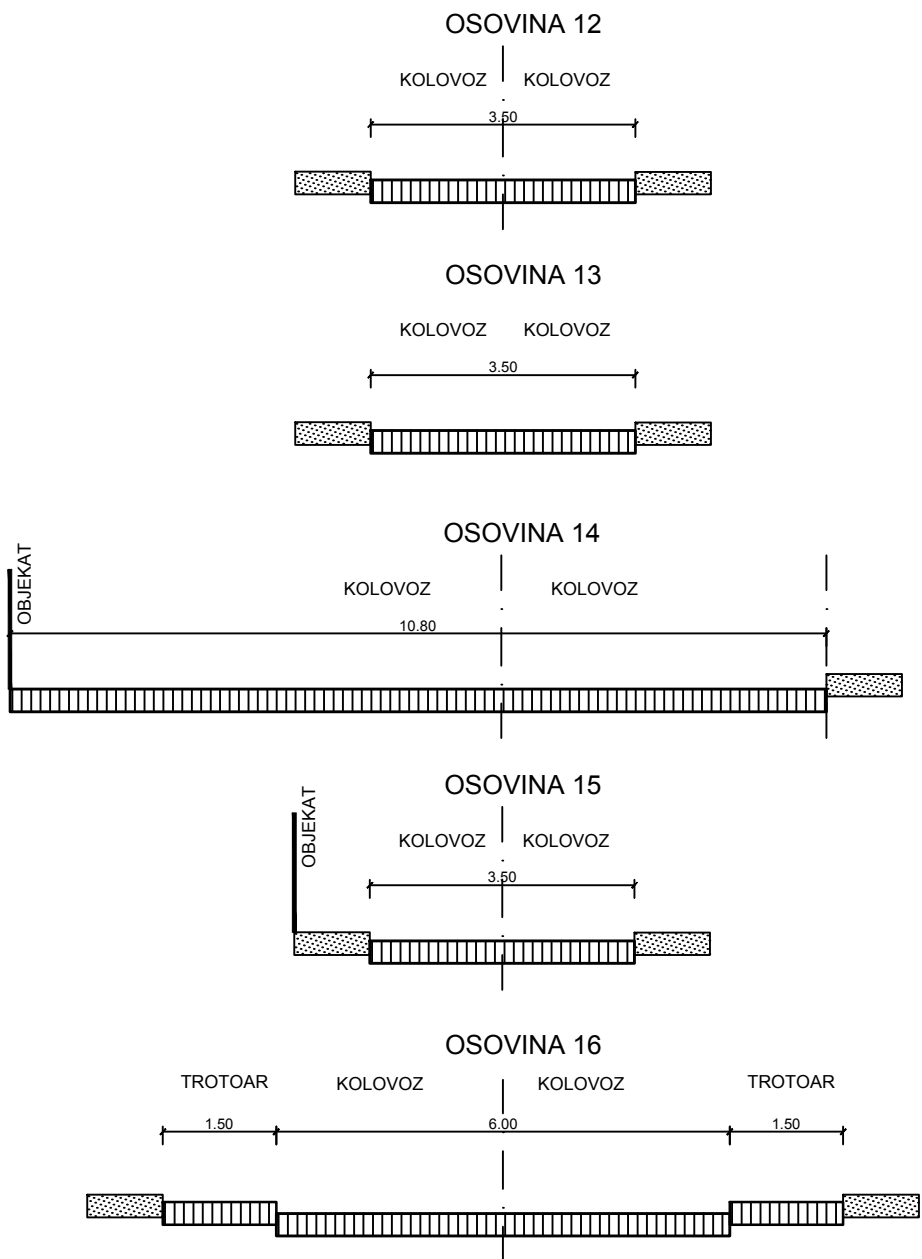 OSOVINA 12
KOLOVOZ KOLOVOZ
3.50
OSOVINA 13
KOLOVOZ KOLOVOZ
3.50
OSOVINA 14
OBJEKAT
KOLOVOZ KOLOVOZ
10.80
OSOVINA 15
OBJEKAT
KOLOVOZ KOLOVOZ
3.50
OSOVINA 16
TROTOAR KOLOVOZ KOLOVOZ TROTOAR
1.50 6.00 1.50